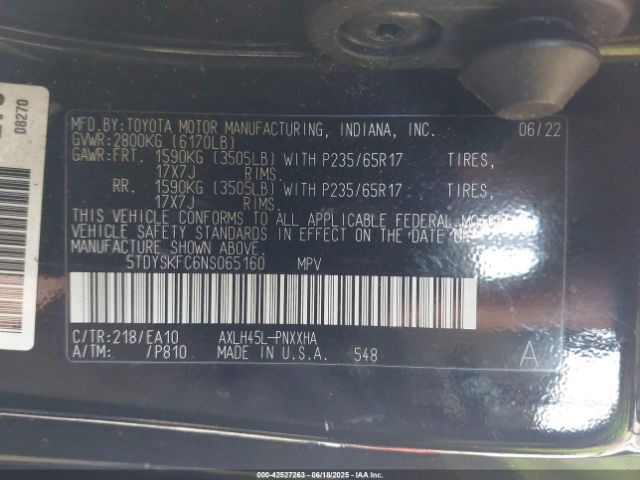 MFD.BY:TOYOTA MOTOR MANUFACTURING, INDIANA, INC. 06/22
GVWR:2800KG (6170LB)
GAWR:FRT. 1590KG (3505LB) WITH P235/65R17 TIRES,
17X7J RIMS.
RR. 1590KG (3505LB) WITH P235/65R17 TIRES,
17X7J RIMS.
THIS VEHICLE CONFORMS TO ALL APPLICABLE FEDERAL MOTOR
VEHICLE SAFETY STANDARDS IN EFFECT ON THE DATE OF
MANUFACTURE SHOWN ABOVE.
5TDYSKFC6NS065160 MPV
C/TR:218/EA10 AXLH45L-PNXXHA
A/TM: /P810 MADE IN U.S.A. 548 A
08270
00-42527263 - 06/18/2025 - IAAI.COM